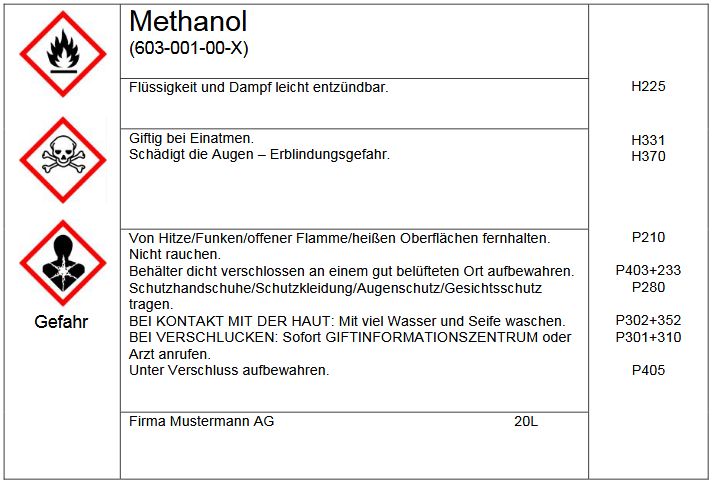 Methanol
(603-001-00-X)
Flüssigkeit und Dampf leicht entzündbar. H225
Giftig bei Einatmen. H331
Schädigt die Augen – Erblindungsgefahr. H370
Von Hitze/Funken/offener Flamme/heißen Oberflächen fernhalten. P210
Nicht rauchen.
Behälter dicht verschlossen an einem gut belüfteten Ort aufbewahren. P403+233
Schutzhandschuhe/Schutzkleidung/Augenschutz/Gesichtsschutz P280
tragen.
Gefahr
BEI KONTAKT MIT DER HAUT: Mit viel Wasser und Seife waschen. P302+352
BEI VERSCHLUCKEN: Sofort GIFTINFORMATIONSZENTRUM oder P301+310
Arzt anrufen.
Unter Verschluss aufbewahren. P405
Firma Mustermann AG 20L